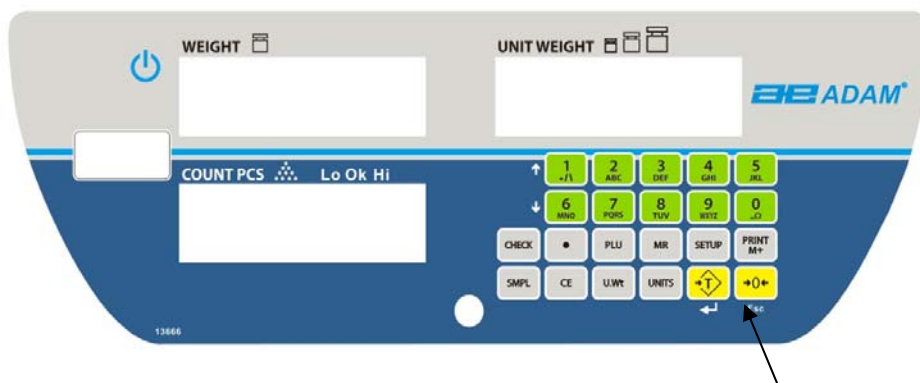 WEIGHT
UNIT WEIGHT
ae ADAM®
COUNT PCS Lo Ok Hi
1 2 3 4 5
ABC DEF GHI JKL
6 7 8 9 0
MNO PQRS TUV WXYZ
CHECK • PLU MR SETUP PRINT M+
SMPL CE U.Wt UNITS →T← →0←
Esc
13666